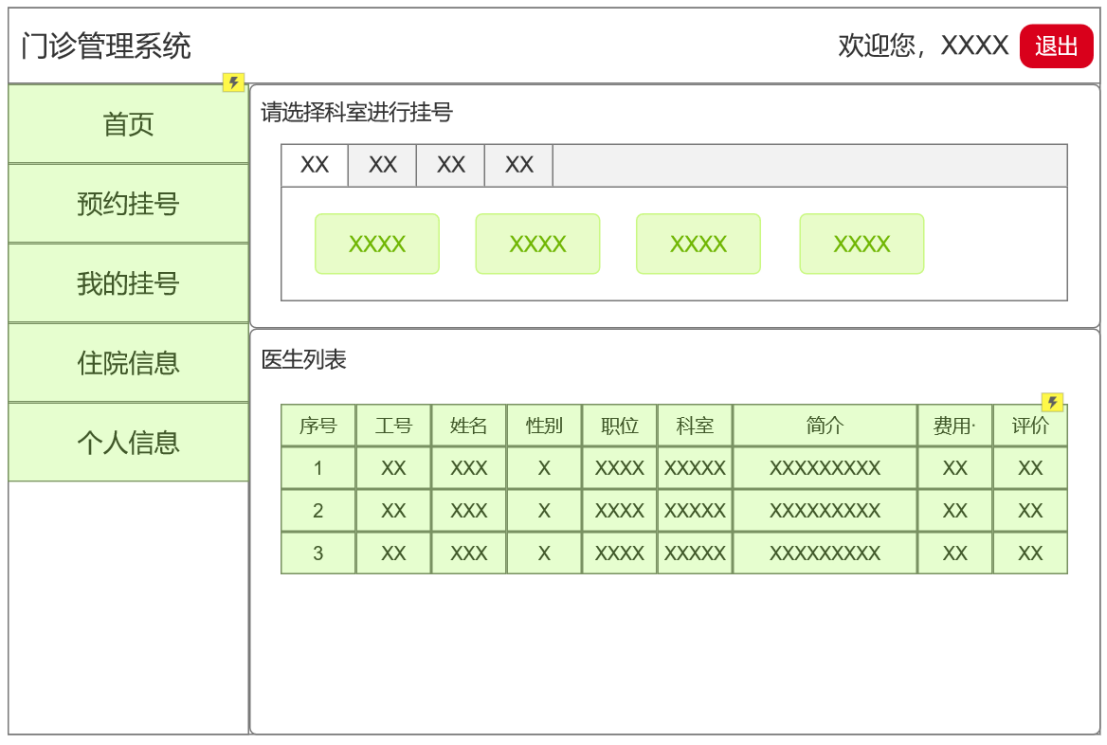 门诊管理系统
欢迎您，XXXX 退出
首页
预约挂号
我的挂号
住院信息
个人信息
请选择科室进行挂号
XX XX XX XX
XXXX XXXX XXXX XXXX
医生列表
序号 工号 姓名 性别 职位 科室 简介 费用· 评价
1 XX XXX X XXXX XXXXX XXXXXXXXX XX XX
2 XX XXX X XXXX XXXXX XXXXXXXXX XX XX
3 XX XXX X XXXX XXXXX XXXXXXXXX XX XX